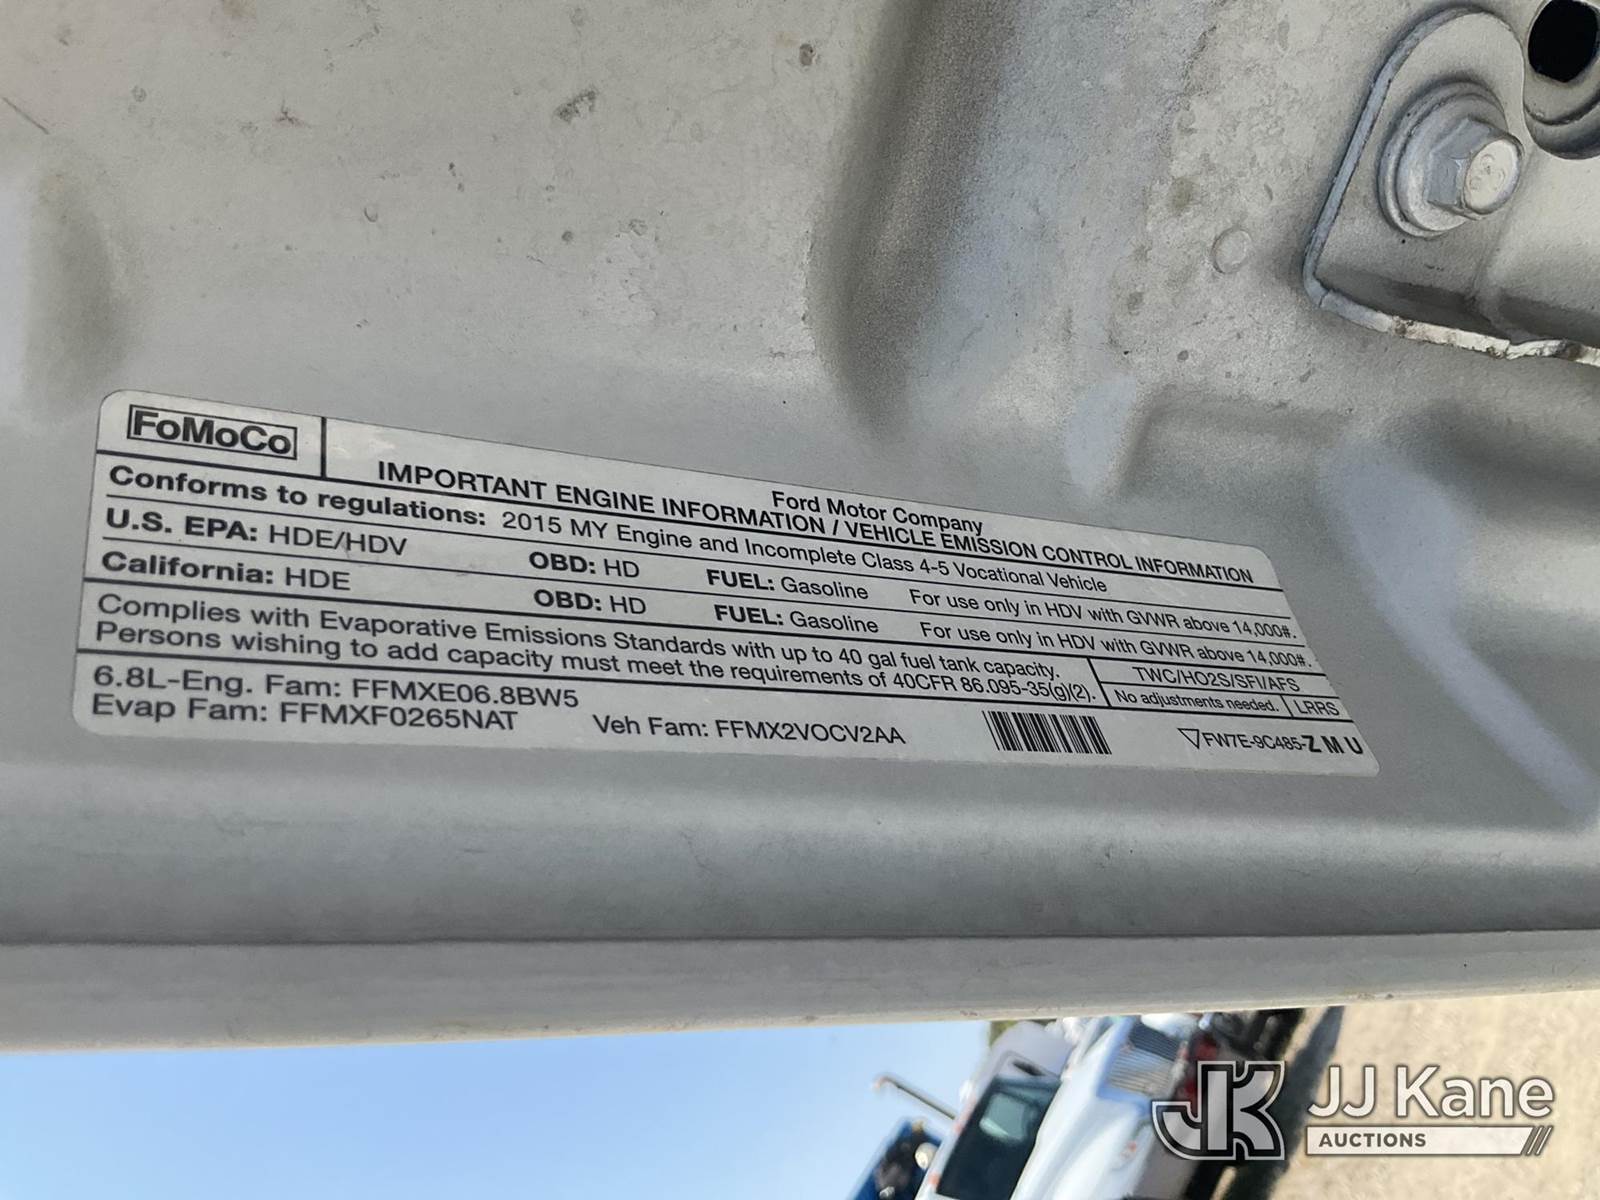 FoMoCo
Ford Motor Company
IMPORTANT ENGINE INFORMATION / VEHICLE EMISSION CONTROL INFORMATION
Conforms to regulations: 2015 MY Engine and Incomplete Class 4-5 Vocational Vehicle
U.S. EPA: HDE/HDV OBD: HD FUEL: Gasoline For use only in HDV with GVWR above 14,000#.
California: HDE OBD: HD FUEL: Gasoline For use only in HDV with GVWR above 14,000#.
Complies with Evaporative Emissions Standards with up to 40 gal fuel tank capacity.
Persons wishing to add capacity must meet the requirements of 40CFR 86.095-35(g)(2).
TWC/HO2S/SFI/AFS
No adjustments needed. LRRS
6.8L-Eng. Fam: FFMXE06.8BW5
Evap Fam: FFMXF0265NAT Veh Fam: FFMX2VOCV2AA
FW7E-9C485-ZMU
JK JJ Kane
AUCTIONS